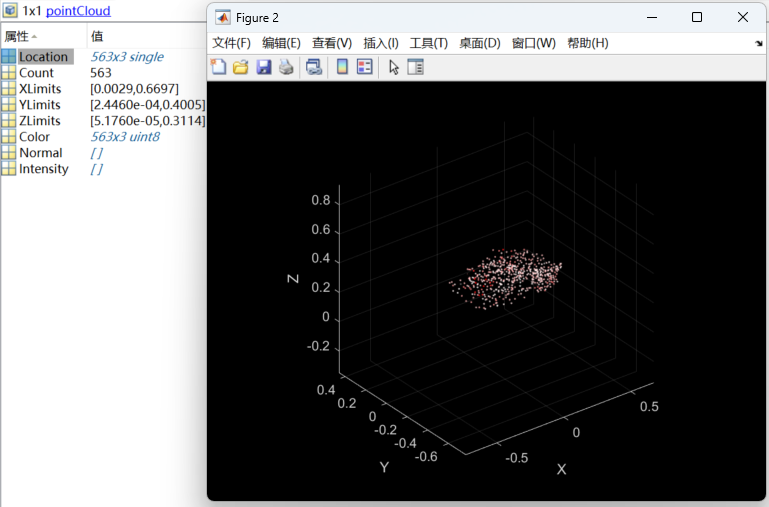 1x1 pointCloud
属性 值
Location 563x3 single
Count 563
XLimits [0.0029,0.6697]
YLimits [2.4460e-04,0.4005]
ZLimits [5.1760e-05,0.3114]
Color 563x3 uint8
Normal [ ]
Intensity [ ]
Figure 2
文件(F) 编辑(E) 查看(V) 插入(I) 工具(T) 桌面(D) 窗口(W) 帮助(H)
0.8
0.6
0.4
0.2
0
-0.2
Z
0.4
0.2
0
-0.2
-0.4
-0.6
Y
-0.5
0
0.5
X